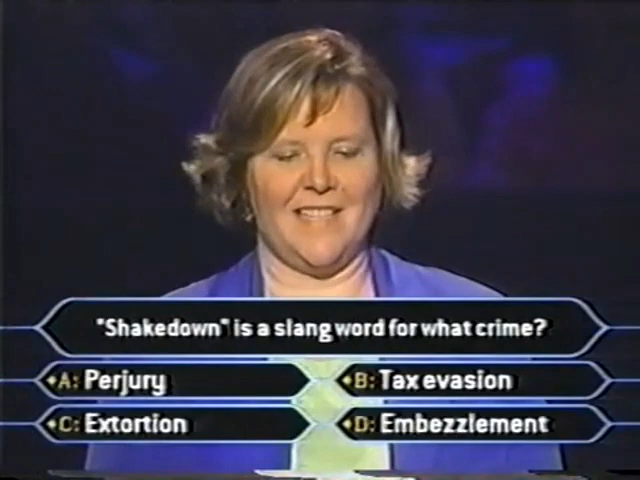 "Shakedown" is a slang word for what crime?
A: Perjury
B: Tax evasion
C: Extortion
D: Embezzlement